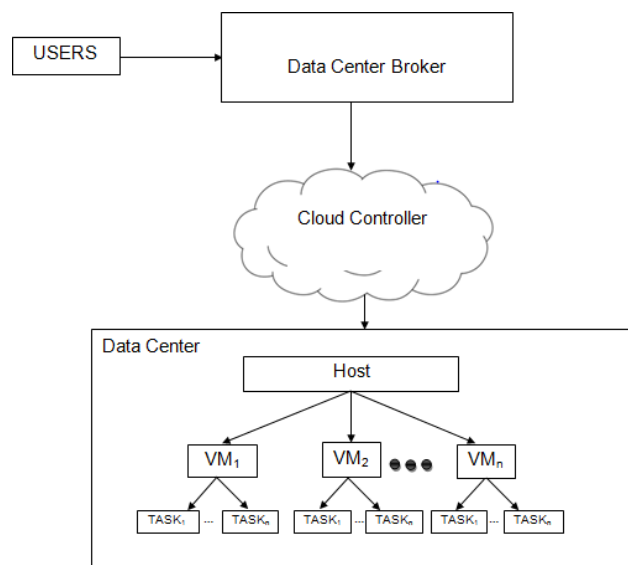 USERS
Data Center Broker
Cloud Controller
Data Center
Host
VM₁ VM₂ VMₙ
TASK₁ ... TASKₙ TASK₁ ... TASKₙ TASK₁ ... TASKₙ